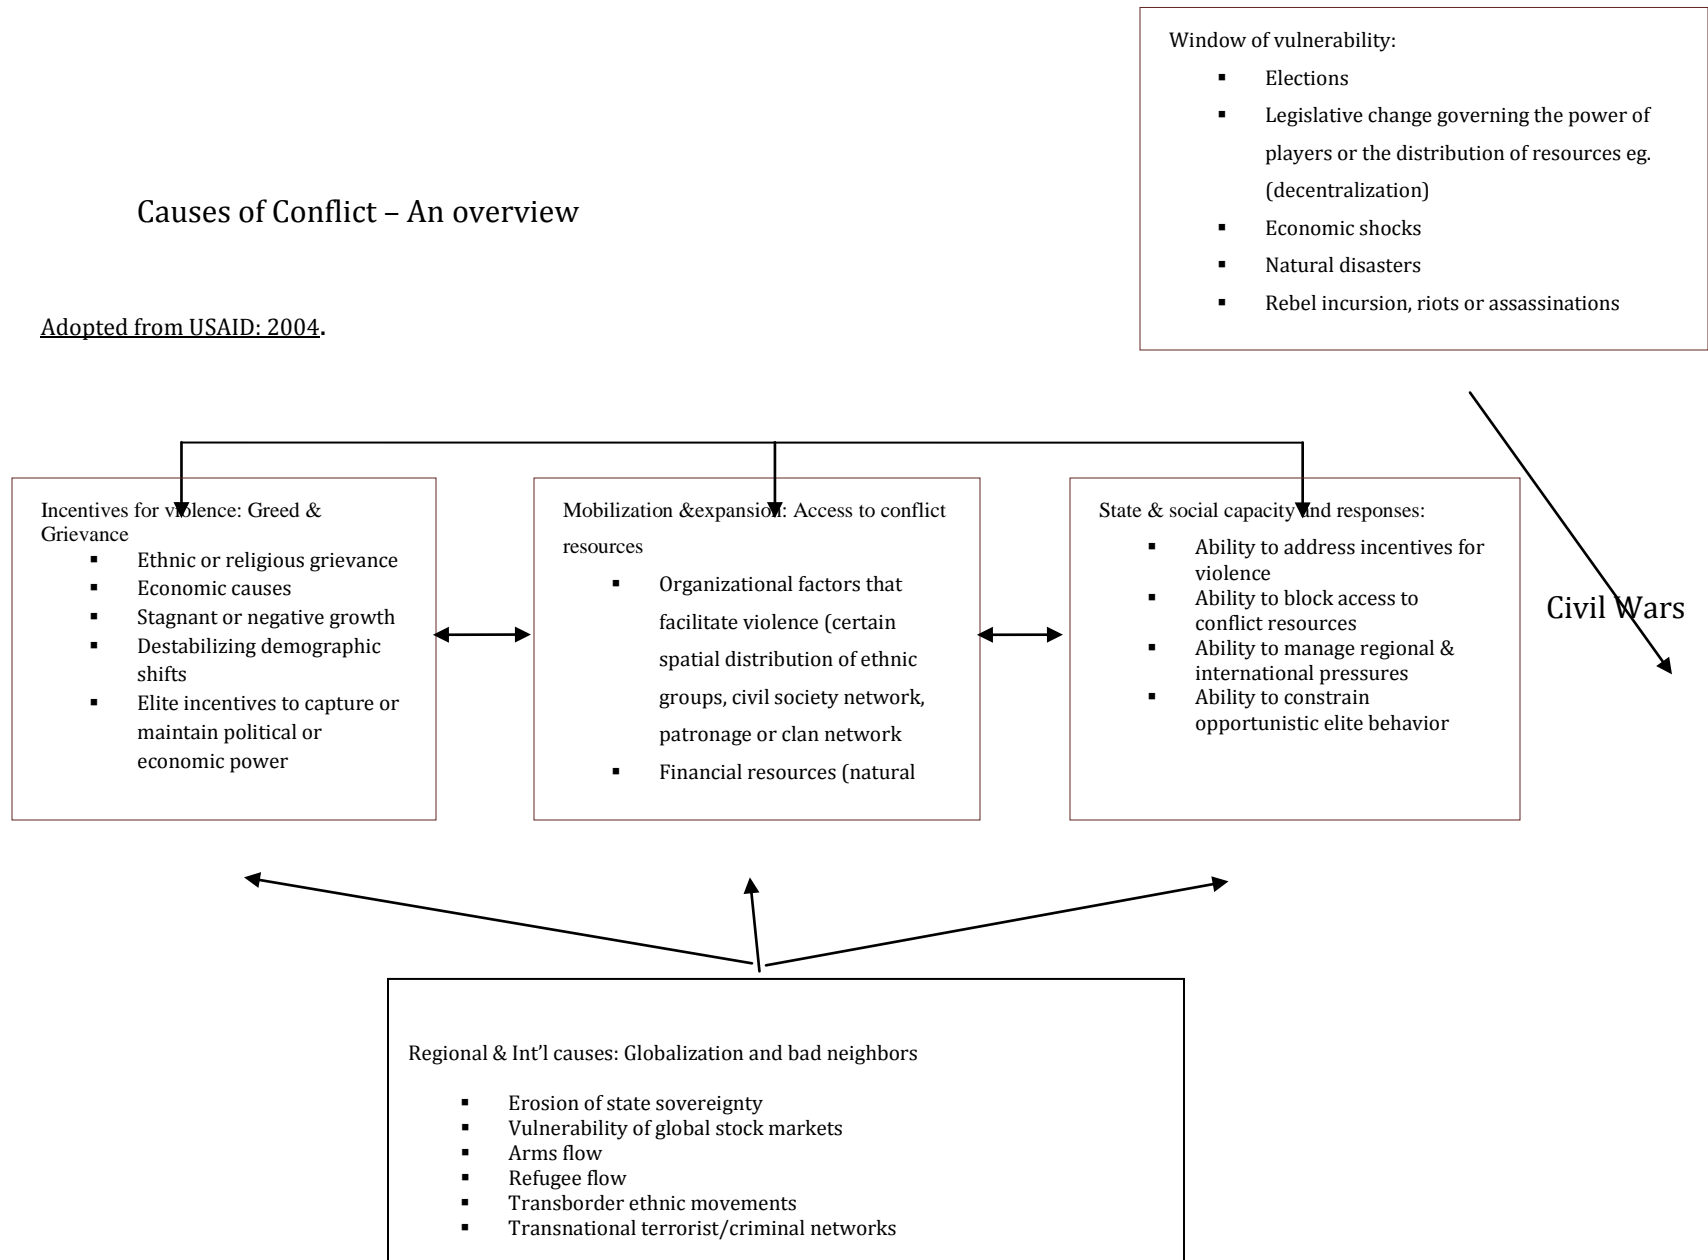 Window of vulnerability:
▪ Elections
▪ Legislative change governing the power of
players or the distribution of resources eg.
(decentralization)
▪ Economic shocks
▪ Natural disasters
▪ Rebel incursion, riots or assassinations
Causes of Conflict – An overview
Adopted from USAID: 2004.
Incentives for violence: Greed &
Grievance
▪ Ethnic or religious grievance
▪ Economic causes
▪ Stagnant or negative growth
▪ Destabilizing demographic
shifts
▪ Elite incentives to capture or
maintain political or
economic power
Mobilization &expansion: Access to conflict
resources
▪ Organizational factors that
facilitate violence (certain
spatial distribution of ethnic
groups, civil society network,
patronage or clan network
▪ Financial resources (natural
State & social capacity and responses:
▪ Ability to address incentives for
violence
▪ Ability to block access to
conflict resources
▪ Ability to manage regional &
international pressures
▪ Ability to constrain
opportunistic elite behavior
Civil Wars
Regional & Int’l causes: Globalization and bad neighbors
▪ Erosion of state sovereignty
▪ Vulnerability of global stock markets
▪ Arms flow
▪ Refugee flow
▪ Transborder ethnic movements
▪ Transnational terrorist/criminal networks